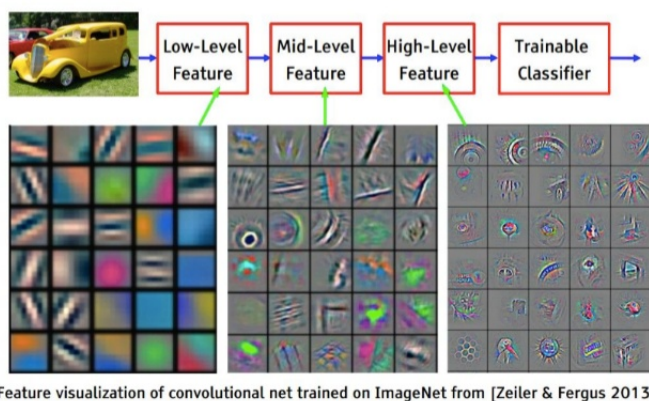 Low-Level
Feature
Mid-Level
Feature
High-Level
Feature
Trainable
Classifier
Feature visualization of convolutional net trained on ImageNet from [Zeiler & Fergus 2013